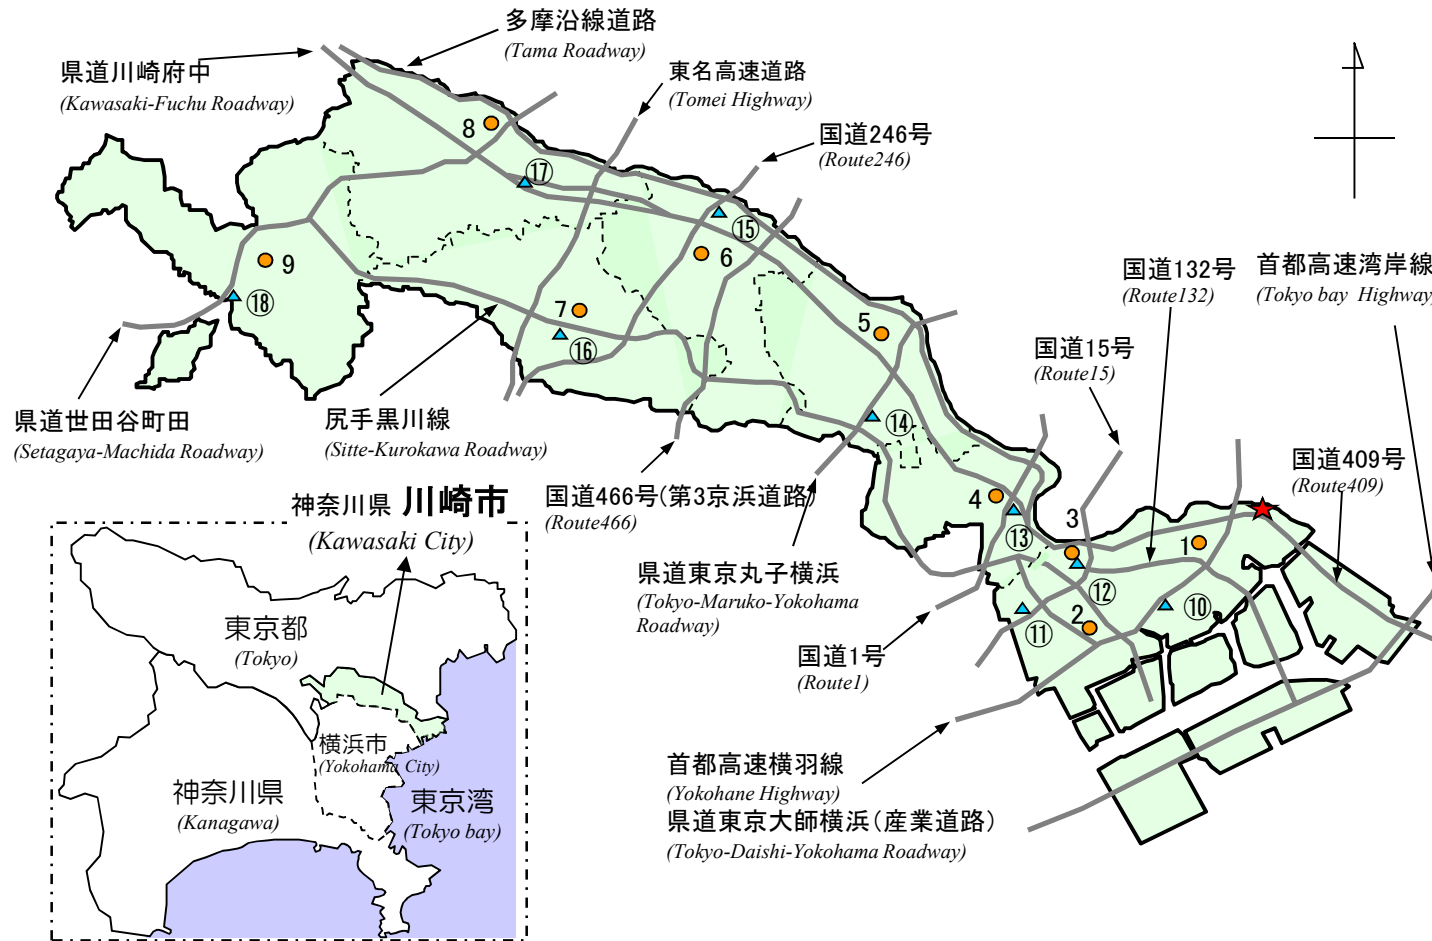 多摩沿線道路
(Tama Roadway)
県道川崎府中
(Kawasaki-Fuchu Roadway)
東名高速道路
(Tomei Highway)
国道246号
(Route246)
8
⑰
⑮
6
9
⑱
7
⑯
5
⑭
国道132号
(Route132)
首都高速湾岸線
(Tokyo bay Highway
国道15号
(Route15)
国道409号
(Route409)
県道世田谷町田
(Setagaya-Machida Roadway)
尻手黒川線
(Sitte-Kurokawa Roadway)
国道466号(第3京浜道路)
(Route466)
4
⑬
3
1
⑫
⑩
2
⑪
県道東京丸子横浜
(Tokyo-Maruko-Yokohama
Roadway)
国道1号
(Route1)
首都高速横羽線
(Yokohane Highway)
県道東京大師横浜(産業道路)
(Tokyo-Daishi-Yokohama Roadway)
神奈川県 川崎市
(Kawasaki City)
東京都
(Tokyo)
横浜市
(Yokohama City)
神奈川県
(Kanagawa)
東京湾
(Tokyo bay)